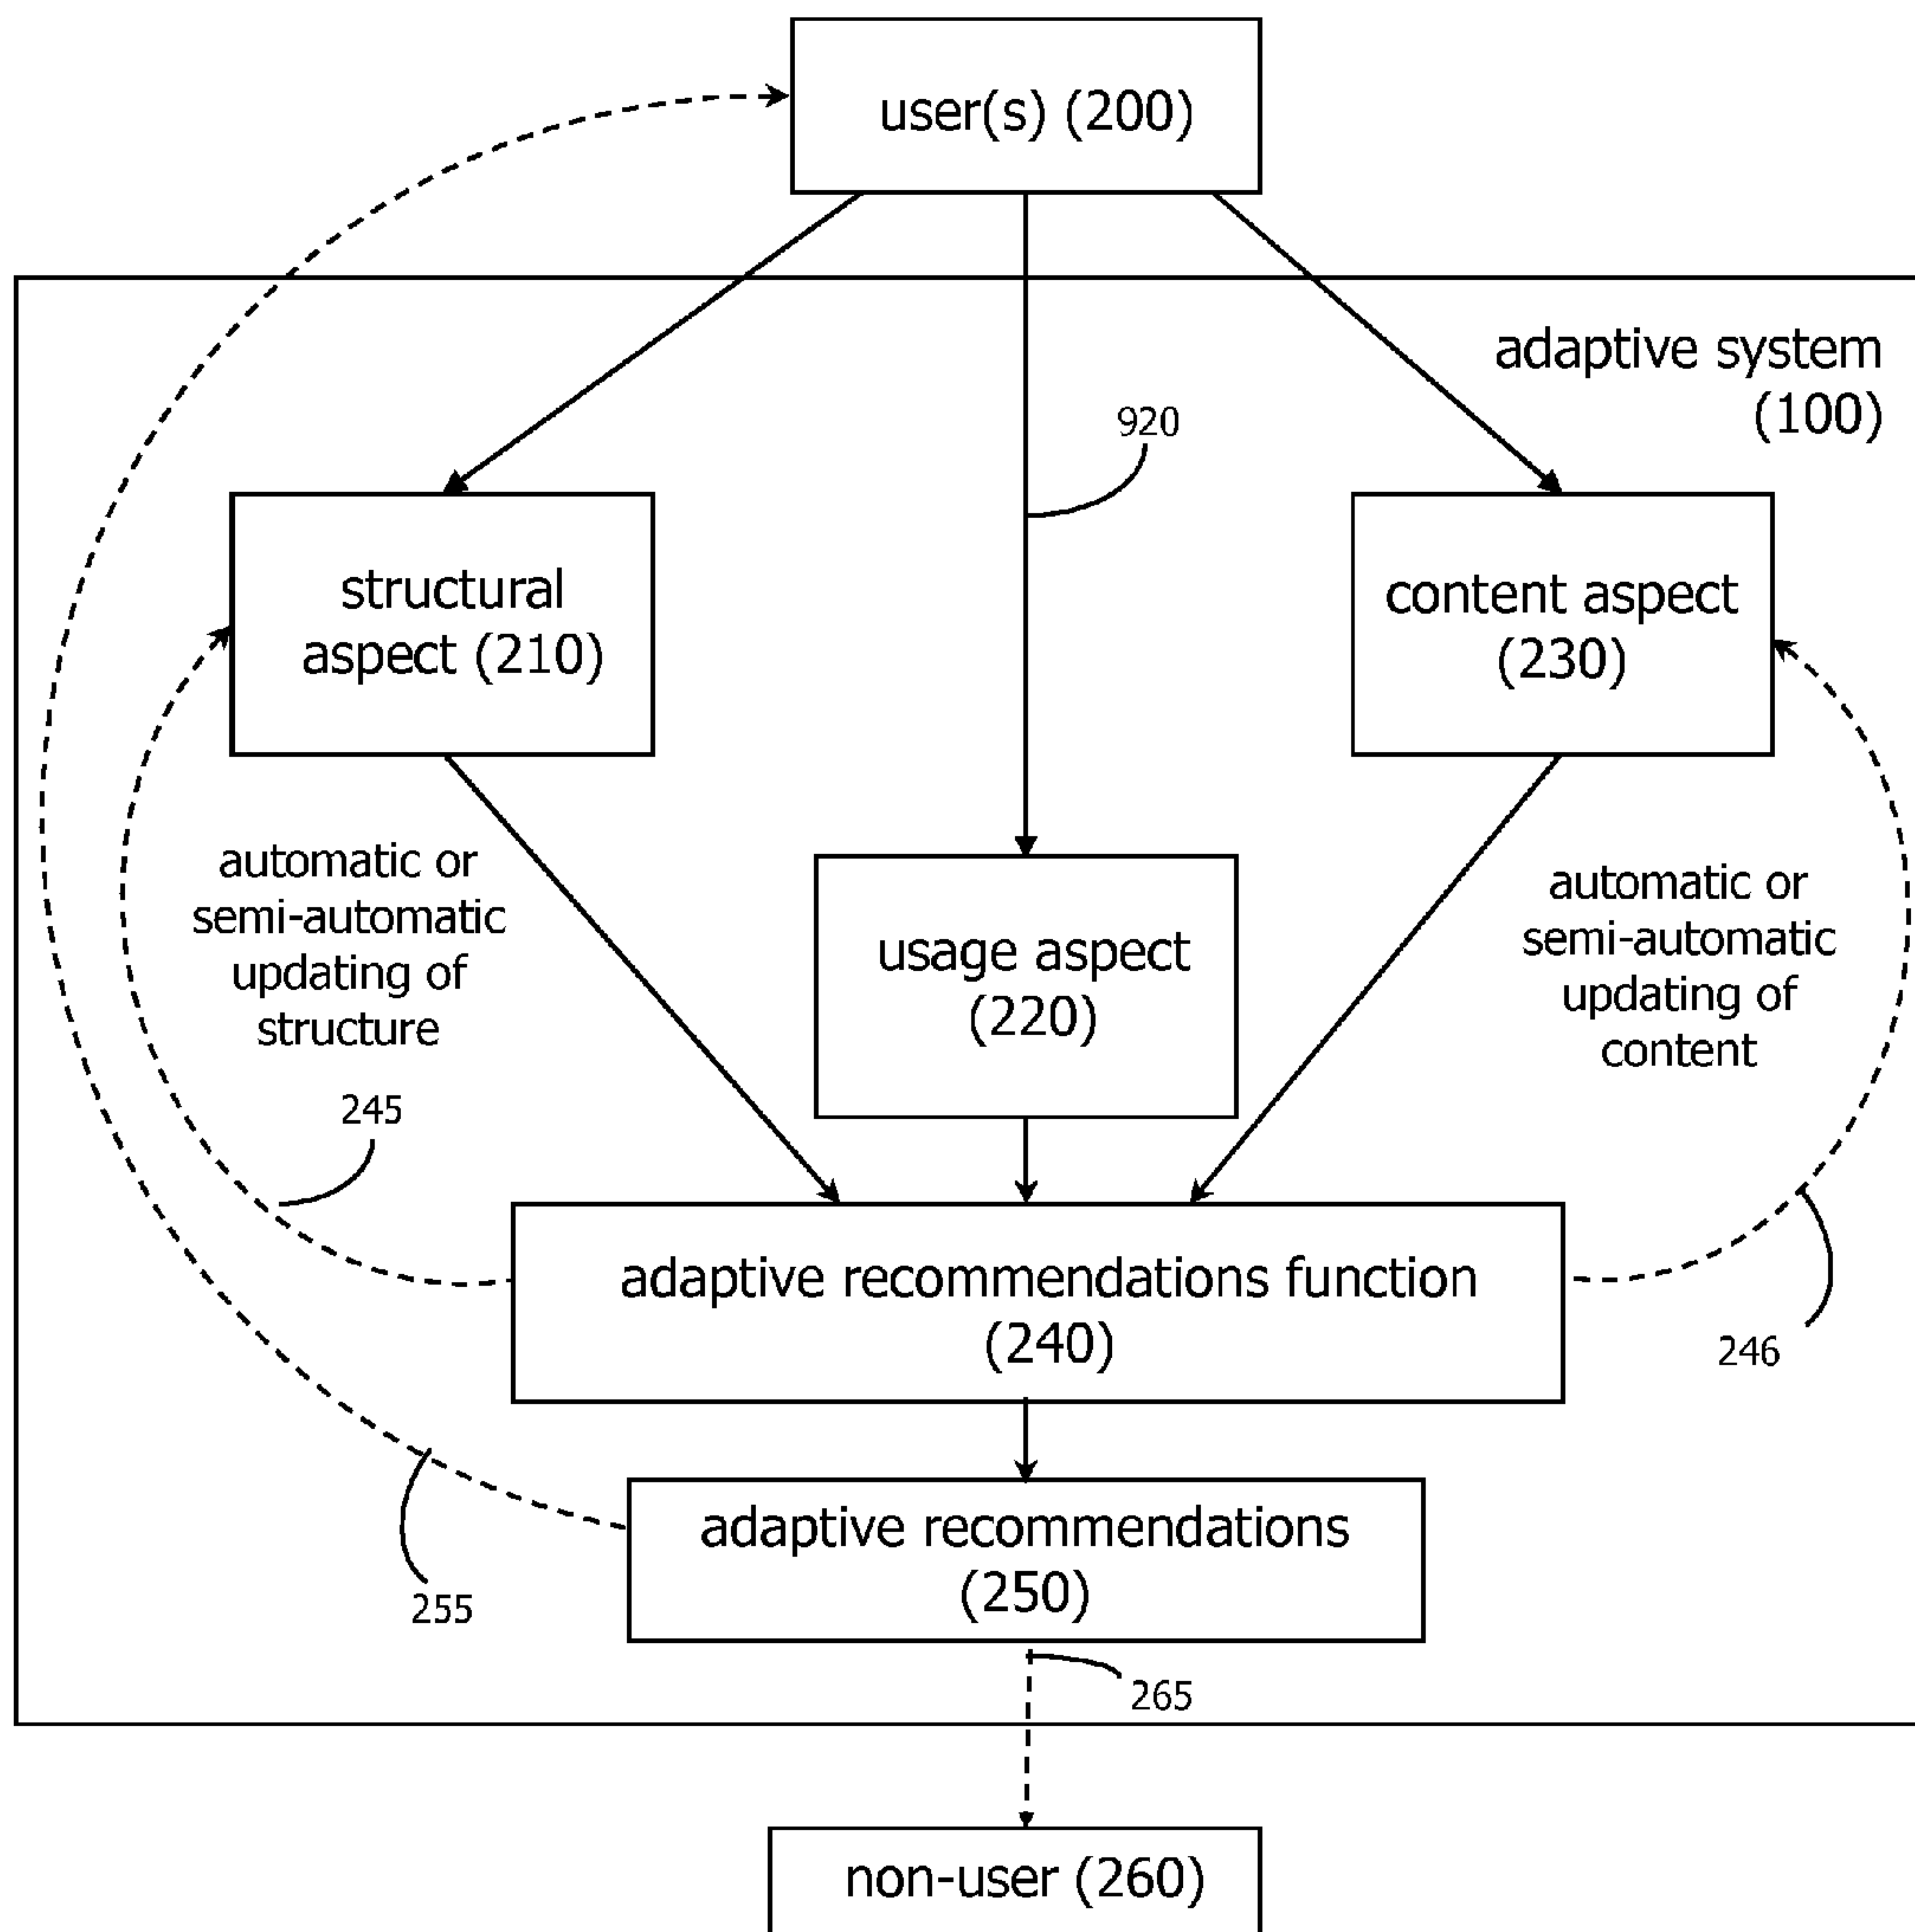 user(s) (200)
adaptive system
(100)
920
structural
aspect (210)
content aspect
(230)
automatic or
semi-automatic
updating of
structure
usage aspect
(220)
automatic or
semi-automatic
updating of
content
245
adaptive recommendations function
(240)
246
adaptive recommendations
(250)
255
265
non-user (260)